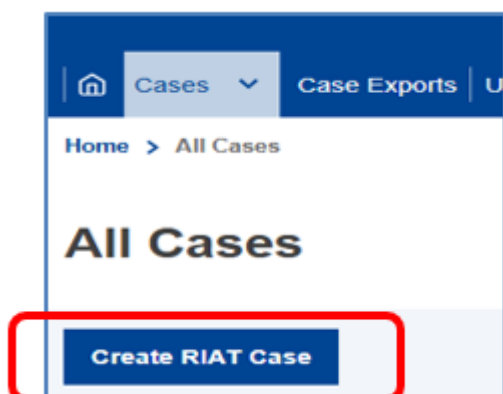 Cases Case Exports U
Home > All Cases
All Cases
Create RIAT Case